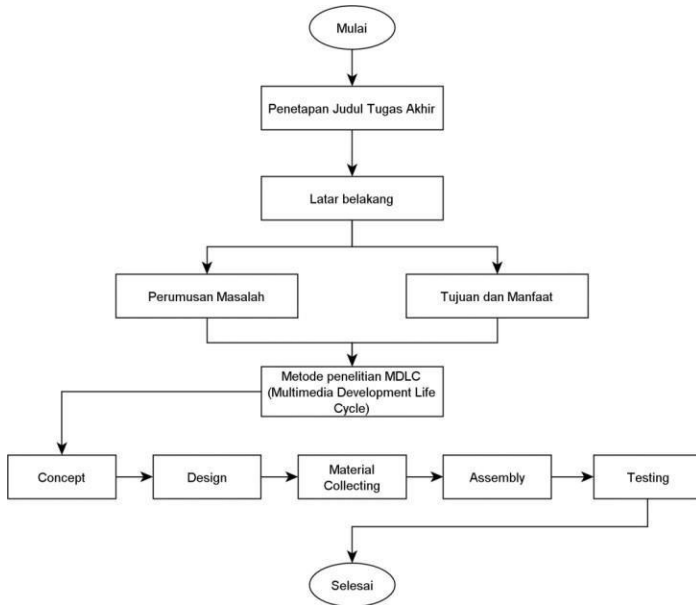 Mulai
Penetapan Judul Tugas Akhir
Latar belakang
Perumusan Masalah
Tujuan dan Manfaat
Metode penelitian MDLC
(Multimedia Development Life
Cycle)
Concept
Design
Material
Collecting
Assembly
Testing
Selesai